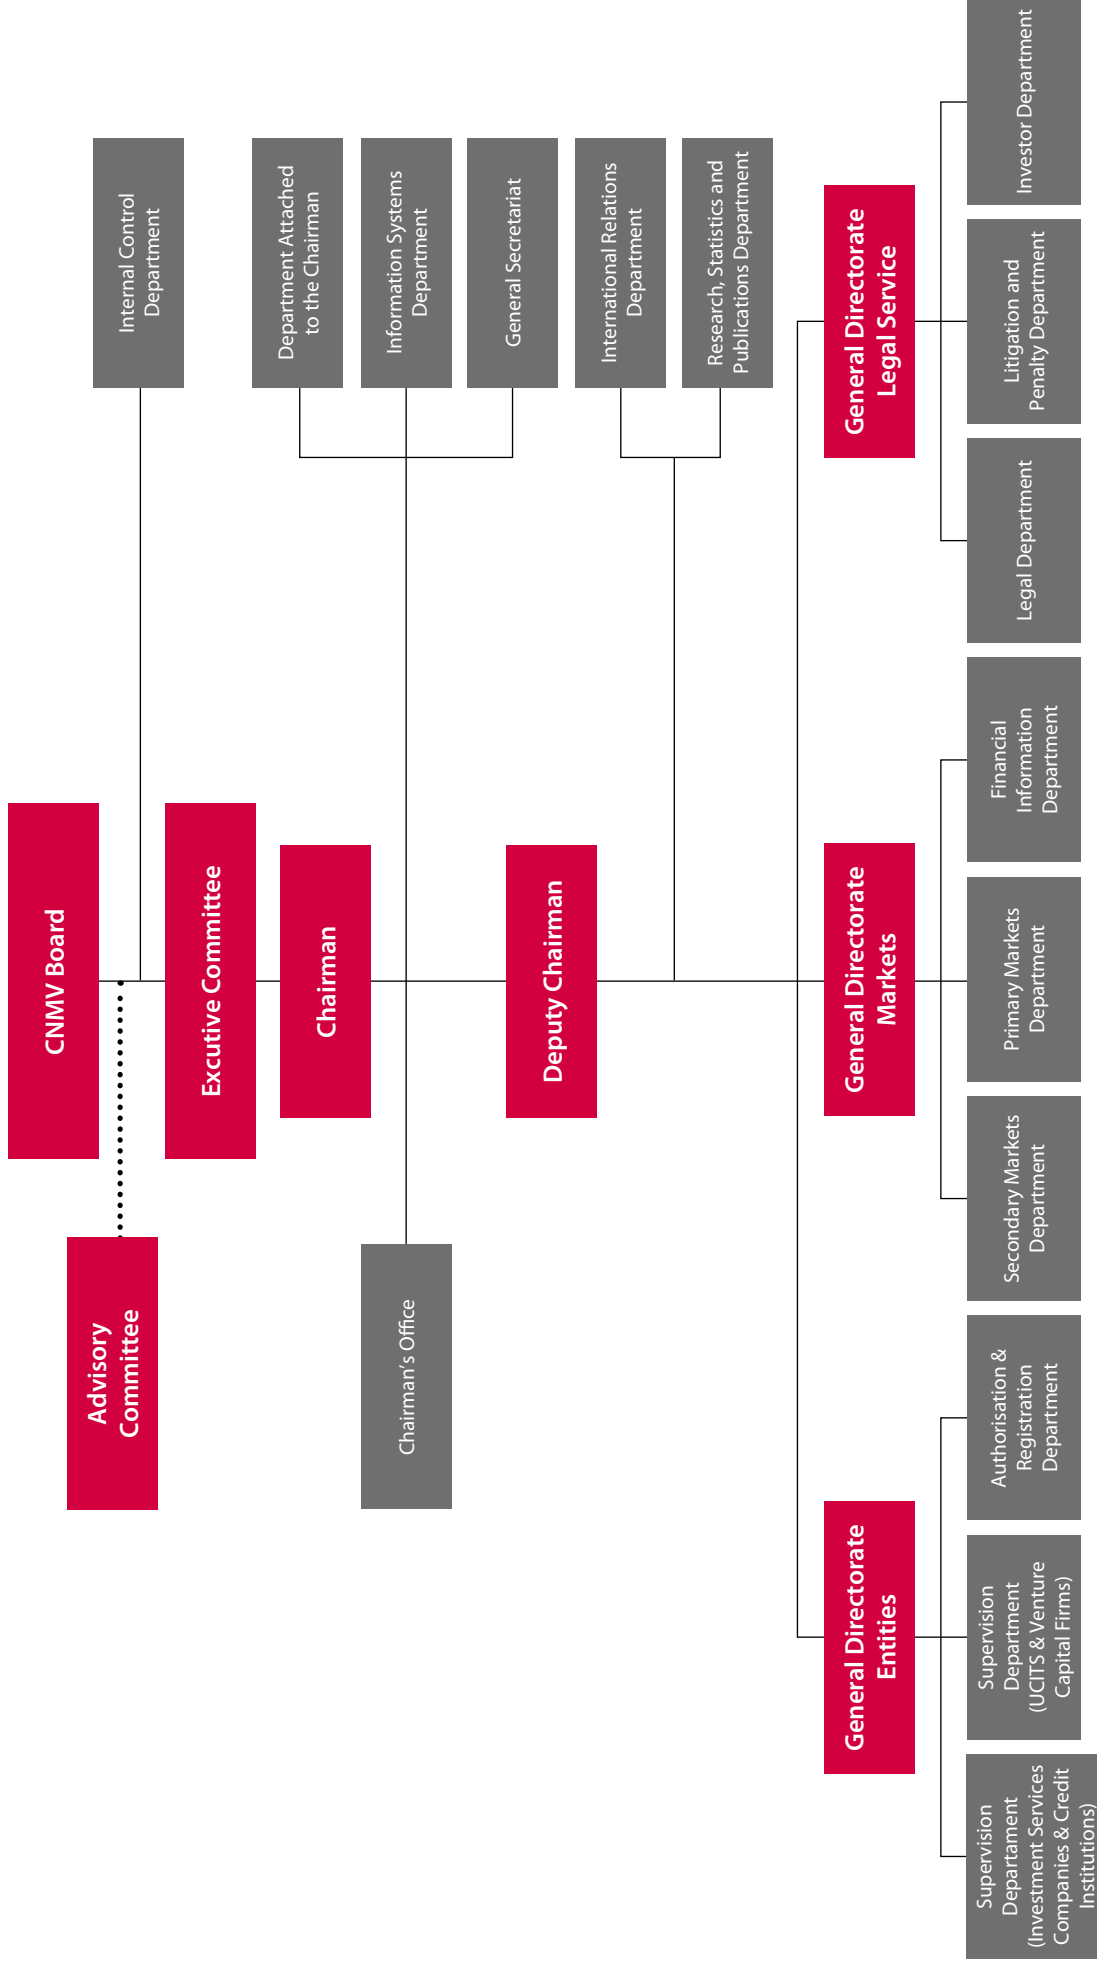 CNMV Board
Advisory
Committee
Internal Control
Department
Excutive Committee
Chairman
Chairman's Office
Department Attached
to the Chairman
Information Systems
Department
General Secretariat
Deputy Chairman
International Relations
Department
Research, Statistics and
Publications Department
General Directorate
Entities
General Directorate
Markets
General Directorate
Legal Service
Supervision
Departament
(Investment Services
Companies & Credit
Institutions)
Supervision
Department
(UCITS & Venture
Capital Firms)
Authorisation &
Registration
Department
Secondary Markets
Department
Primary Markets
Department
Financial
Information
Department
Legal Department
Litigation and
Penalty Department
Investor Department